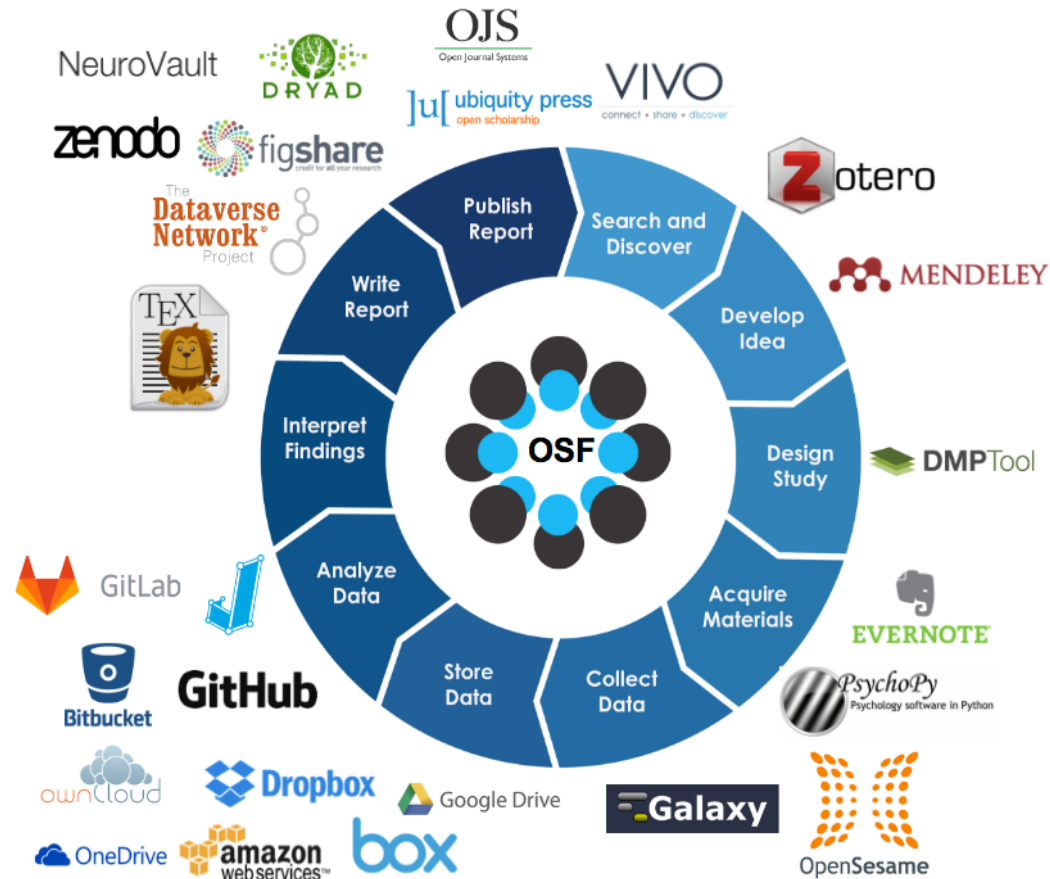 OJS
Open Journal Systems
NeuroVault
DRYAD
]u[ ubiquity press
open scholarship
VIVO
connect • share • discover
zenodo
figshare
credit for all your research
Zotero
The
Dataverse
Network®
Project
MENDELEY
TEX
Publish
Report
Search and
Discover
Write
Report
Develop
Idea
Interpret
Findings
OSF
Design
Study
DMPTool
Analyze
Data
Acquire
Materials
Store
Data
Collect
Data
GitLab
EVERNOTE
Bitbucket
GitHub
PsychoPy
Psychology software in Python
ownCloud
Dropbox
Google Drive
Galaxy
OneDrive
amazon
webservices™
box
OpenSesame